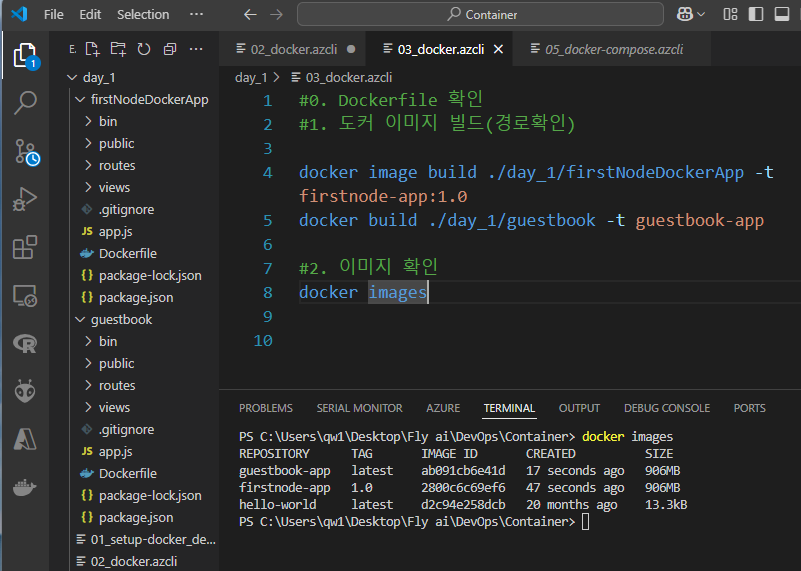 File Edit Selection ··· Container
E. 02_docker.azcli 03_docker.azcli 05_docker-compose.azcli
day_1 > 03_docker.azcli
1
day_1
firstNodeDockerApp
bin
public
routes
views
.gitignore
JS app.js
Dockerfile
{} package-lock.json
{} package.json
guestbook
bin
public
routes
views
.gitignore
JS app.js
Dockerfile
{} package-lock.json
{} package.json
01_setup-docker_de...
02_docker.azcli
1 #0. Dockerfile 확인
2 #1. 도커 이미지 빌드(경로확인)
3
4 docker image build ./day_1/firstNodeDockerApp -t
firstnode-app:1.0
5 docker build ./day_1/guestbook -t guestbook-app
6
7 #2. 이미지 확인
8 docker images
9
10
PROBLEMS SERIAL MONITOR AZURE TERMINAL OUTPUT DEBUG CONSOLE PORTS
PS C:\Users\qw1\Desktop\Fly ai\DevOps\Container> docker images
REPOSITORY TAG IMAGE ID CREATED SIZE
guestbook-app latest ab091cb6e41d 17 seconds ago 906MB
firstnode-app 1.0 2800c6c69ef6 47 seconds ago 906MB
hello-world latest d2c94e258dcb 20 months ago 13.3kB
PS C:\Users\qw1\Desktop\Fly ai\DevOps\Container>